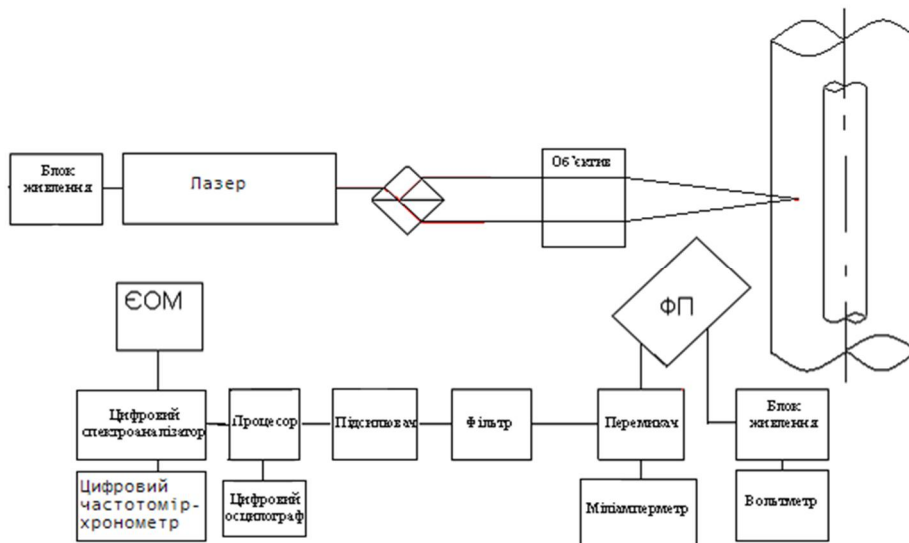 Блок
живлення
Лазер
Об'єктив
ЄОМ
ФП
Цифровий
спектроаналізатор
Процесор
Підсилювач
Фільтр
Перемикач
Блок
живлення
Цифровий
частотомір-
хронометр
Цифровий
осцилограф
Міліамперметр
Вольтметр